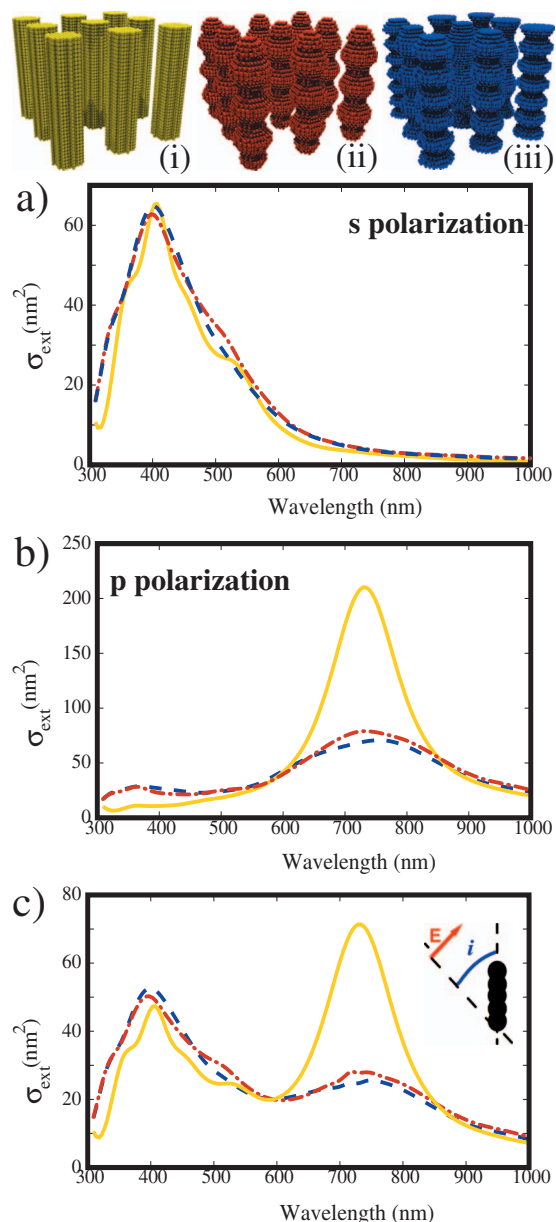 (i) (ii) (iii)
a)
s polarization
60
40
20
0
σext(nm²)
300 400 500 600 700 800 900 1000
Wavelength (nm)
b)
p polarization
250
200
150
100
50
0
σext(nm²)
300 400 500 600 700 800 900 1000
Wavelength (nm)
c)
80
60
40
20
0
σext(nm²)
E
i
300 400 500 600 700 800 900 1000
Wavelength (nm)